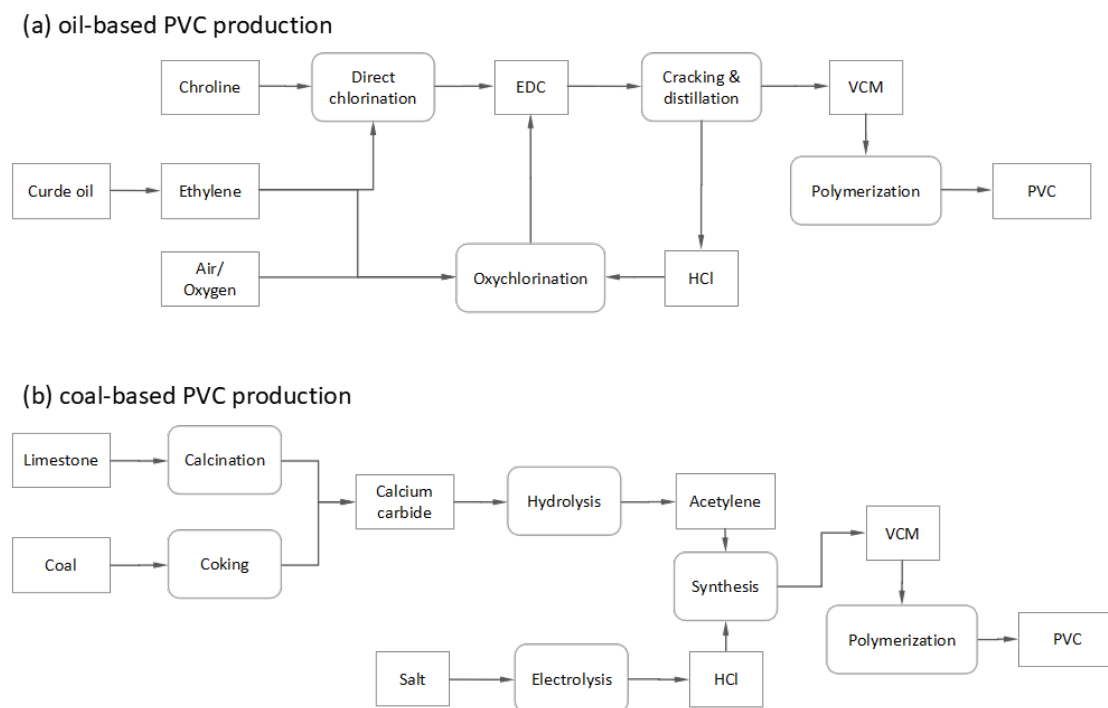 (a) oil-based PVC production
Chroline
Direct
chlorination
EDC
Cracking &
distillation
VCM
Curde oil
Ethylene
Polymerization
PVC
Air/
Oxygen
Oxychlorination
HCl
(b) coal-based PVC production
Limestone
Calcination
Calcium
carbide
Hydrolysis
Acetylene
VCM
Coal
Coking
Synthesis
Polymerization
PVC
Salt
Electrolysis
HCl